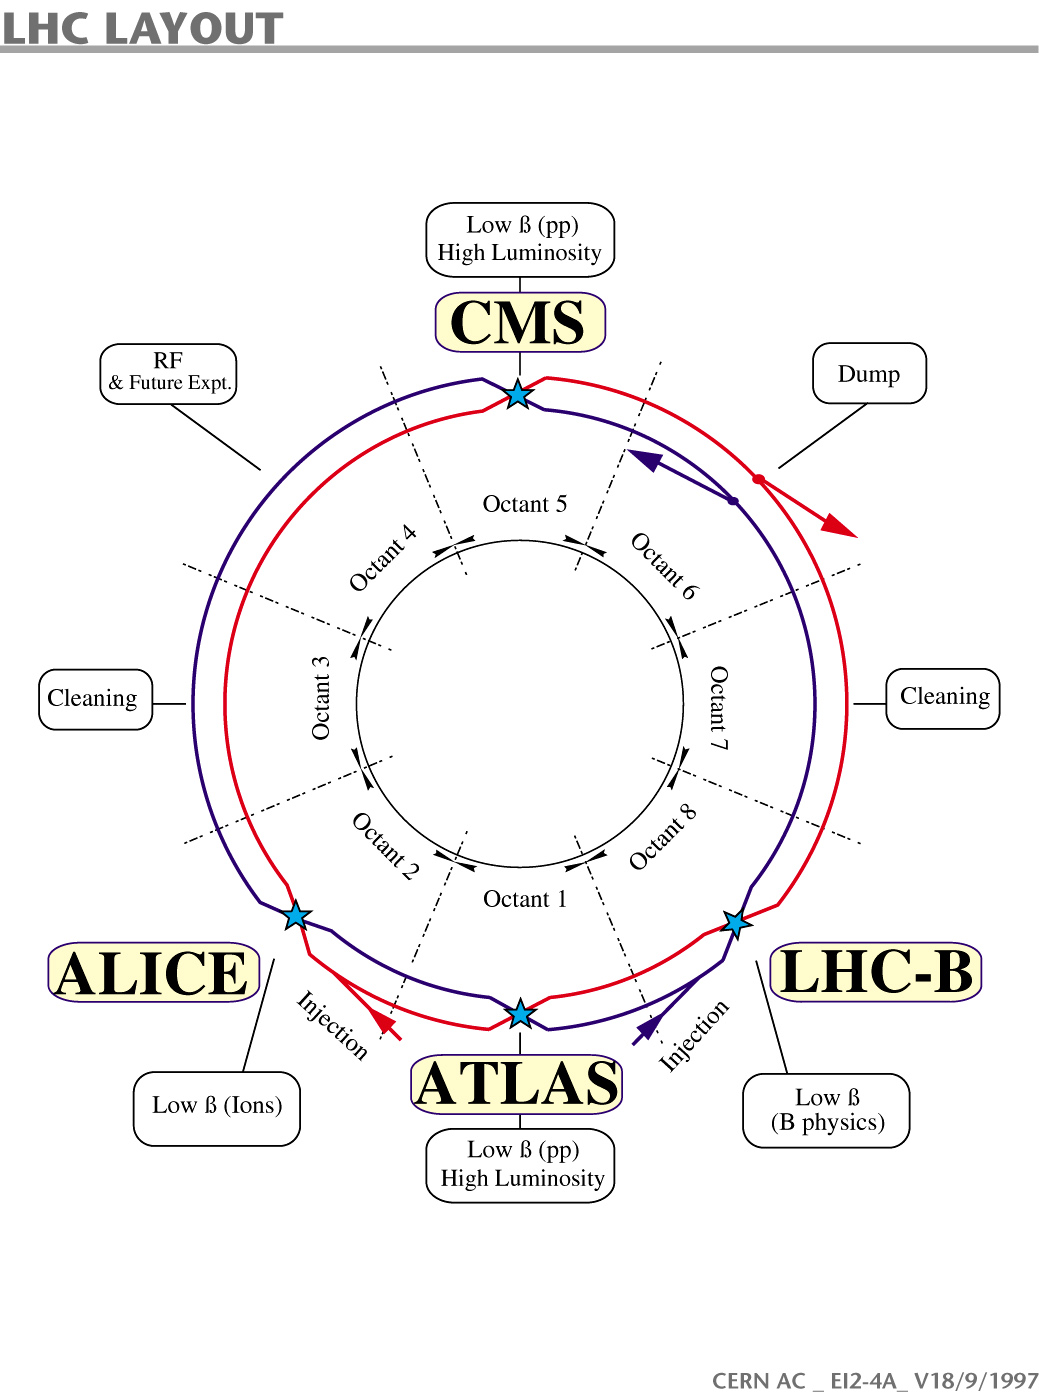 LHC LAYOUT
Low ß (pp)
High Luminosity
CMS
RF
& Future Expt.
Dump
Octant 5
Octant 4
Octant 6
Cleaning
Octant 3
Octant 7
Cleaning
Octant 2
Octant 8
Octant 1
ALICE
LHC-B
Injection
Injection
ATLAS
Low ß (Ions)
Low ß
(B physics)
Low ß (pp)
High Luminosity
CERN AC _ EI2-4A_ V18/9/1997